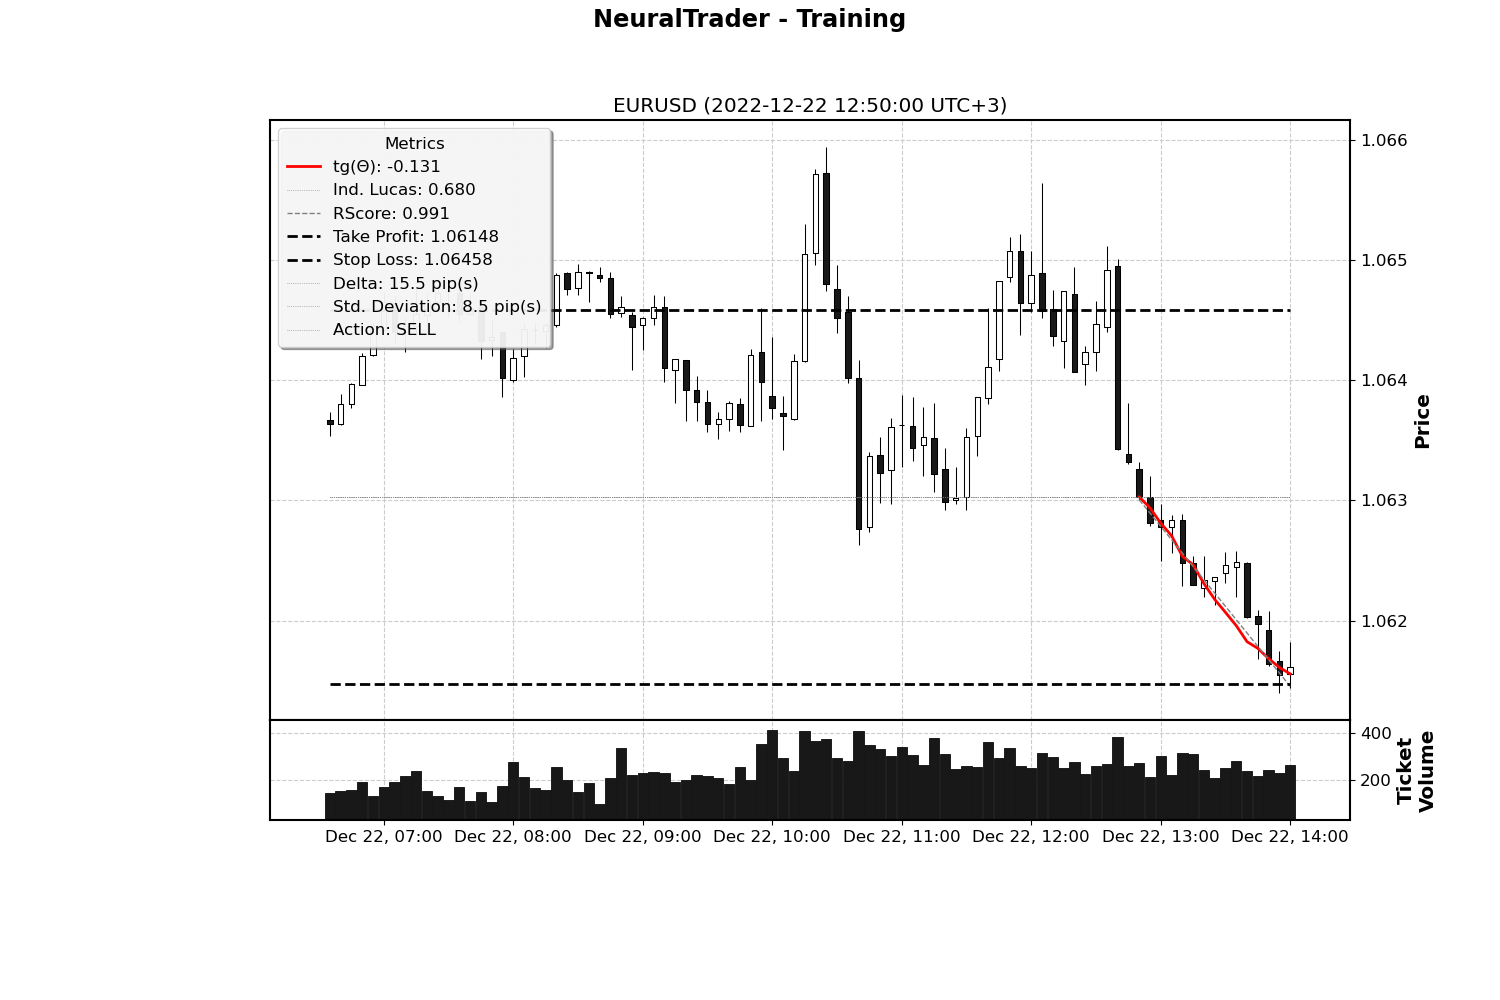 NeuralTrader - Training
EURUSD (2022-12-22 12:50:00 UTC+3)
Metrics
tg(Θ): -0.131
Ind. Lucas: 0.680
RScore: 0.991
Take Profit: 1.06148
Stop Loss: 1.06458
Delta: 15.5 pip(s)
Std. Deviation: 8.5 pip(s)
Action: SELL
1.066
1.065
1.064
1.063
1.062
Price
400
200
Ticket
Volume
Dec 22, 07:00 Dec 22, 08:00 Dec 22, 09:00 Dec 22, 10:00 Dec 22, 11:00 Dec 22, 12:00 Dec 22, 13:00 Dec 22, 14:00